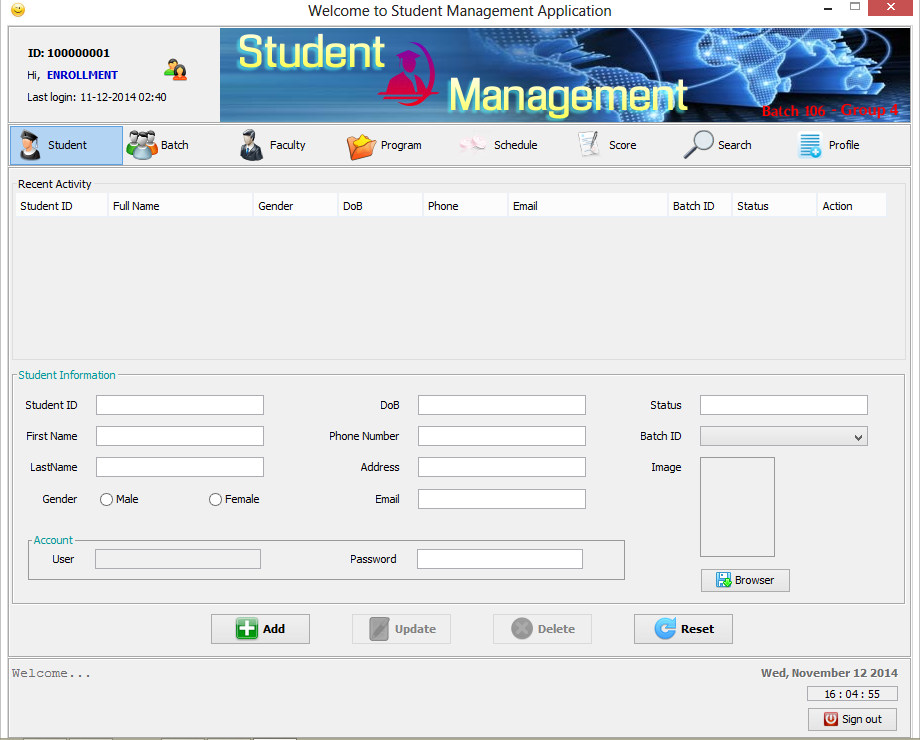 Welcome to Student Management Application
ID: 100000001
Hi, ENROLLMENT
Last login: 11-12-2014 02:40
Student
Management
Batch 106 - Group 4
Student Batch Faculty Program Schedule Score Search Profile
Recent Activity
Student ID Full Name Gender DoB Phone Email Batch ID Status Action
Student Information
Student ID DoB Status
First Name Phone Number Batch ID
LastName Address Image
Gender Male Female Email
Account
User Password
Browser
Add Update Delete Reset
Welcome...
Wed, November 12 2014
16 : 04 : 55
Sign out